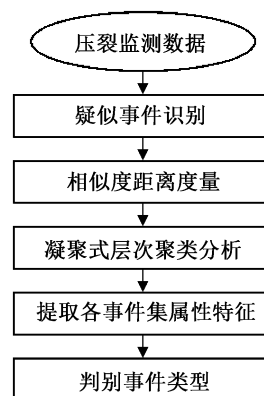 压裂监测数据
疑似事件识别
相似度距离度量
凝聚式层次聚类分析
提取各事件集属性特征
判别事件类型